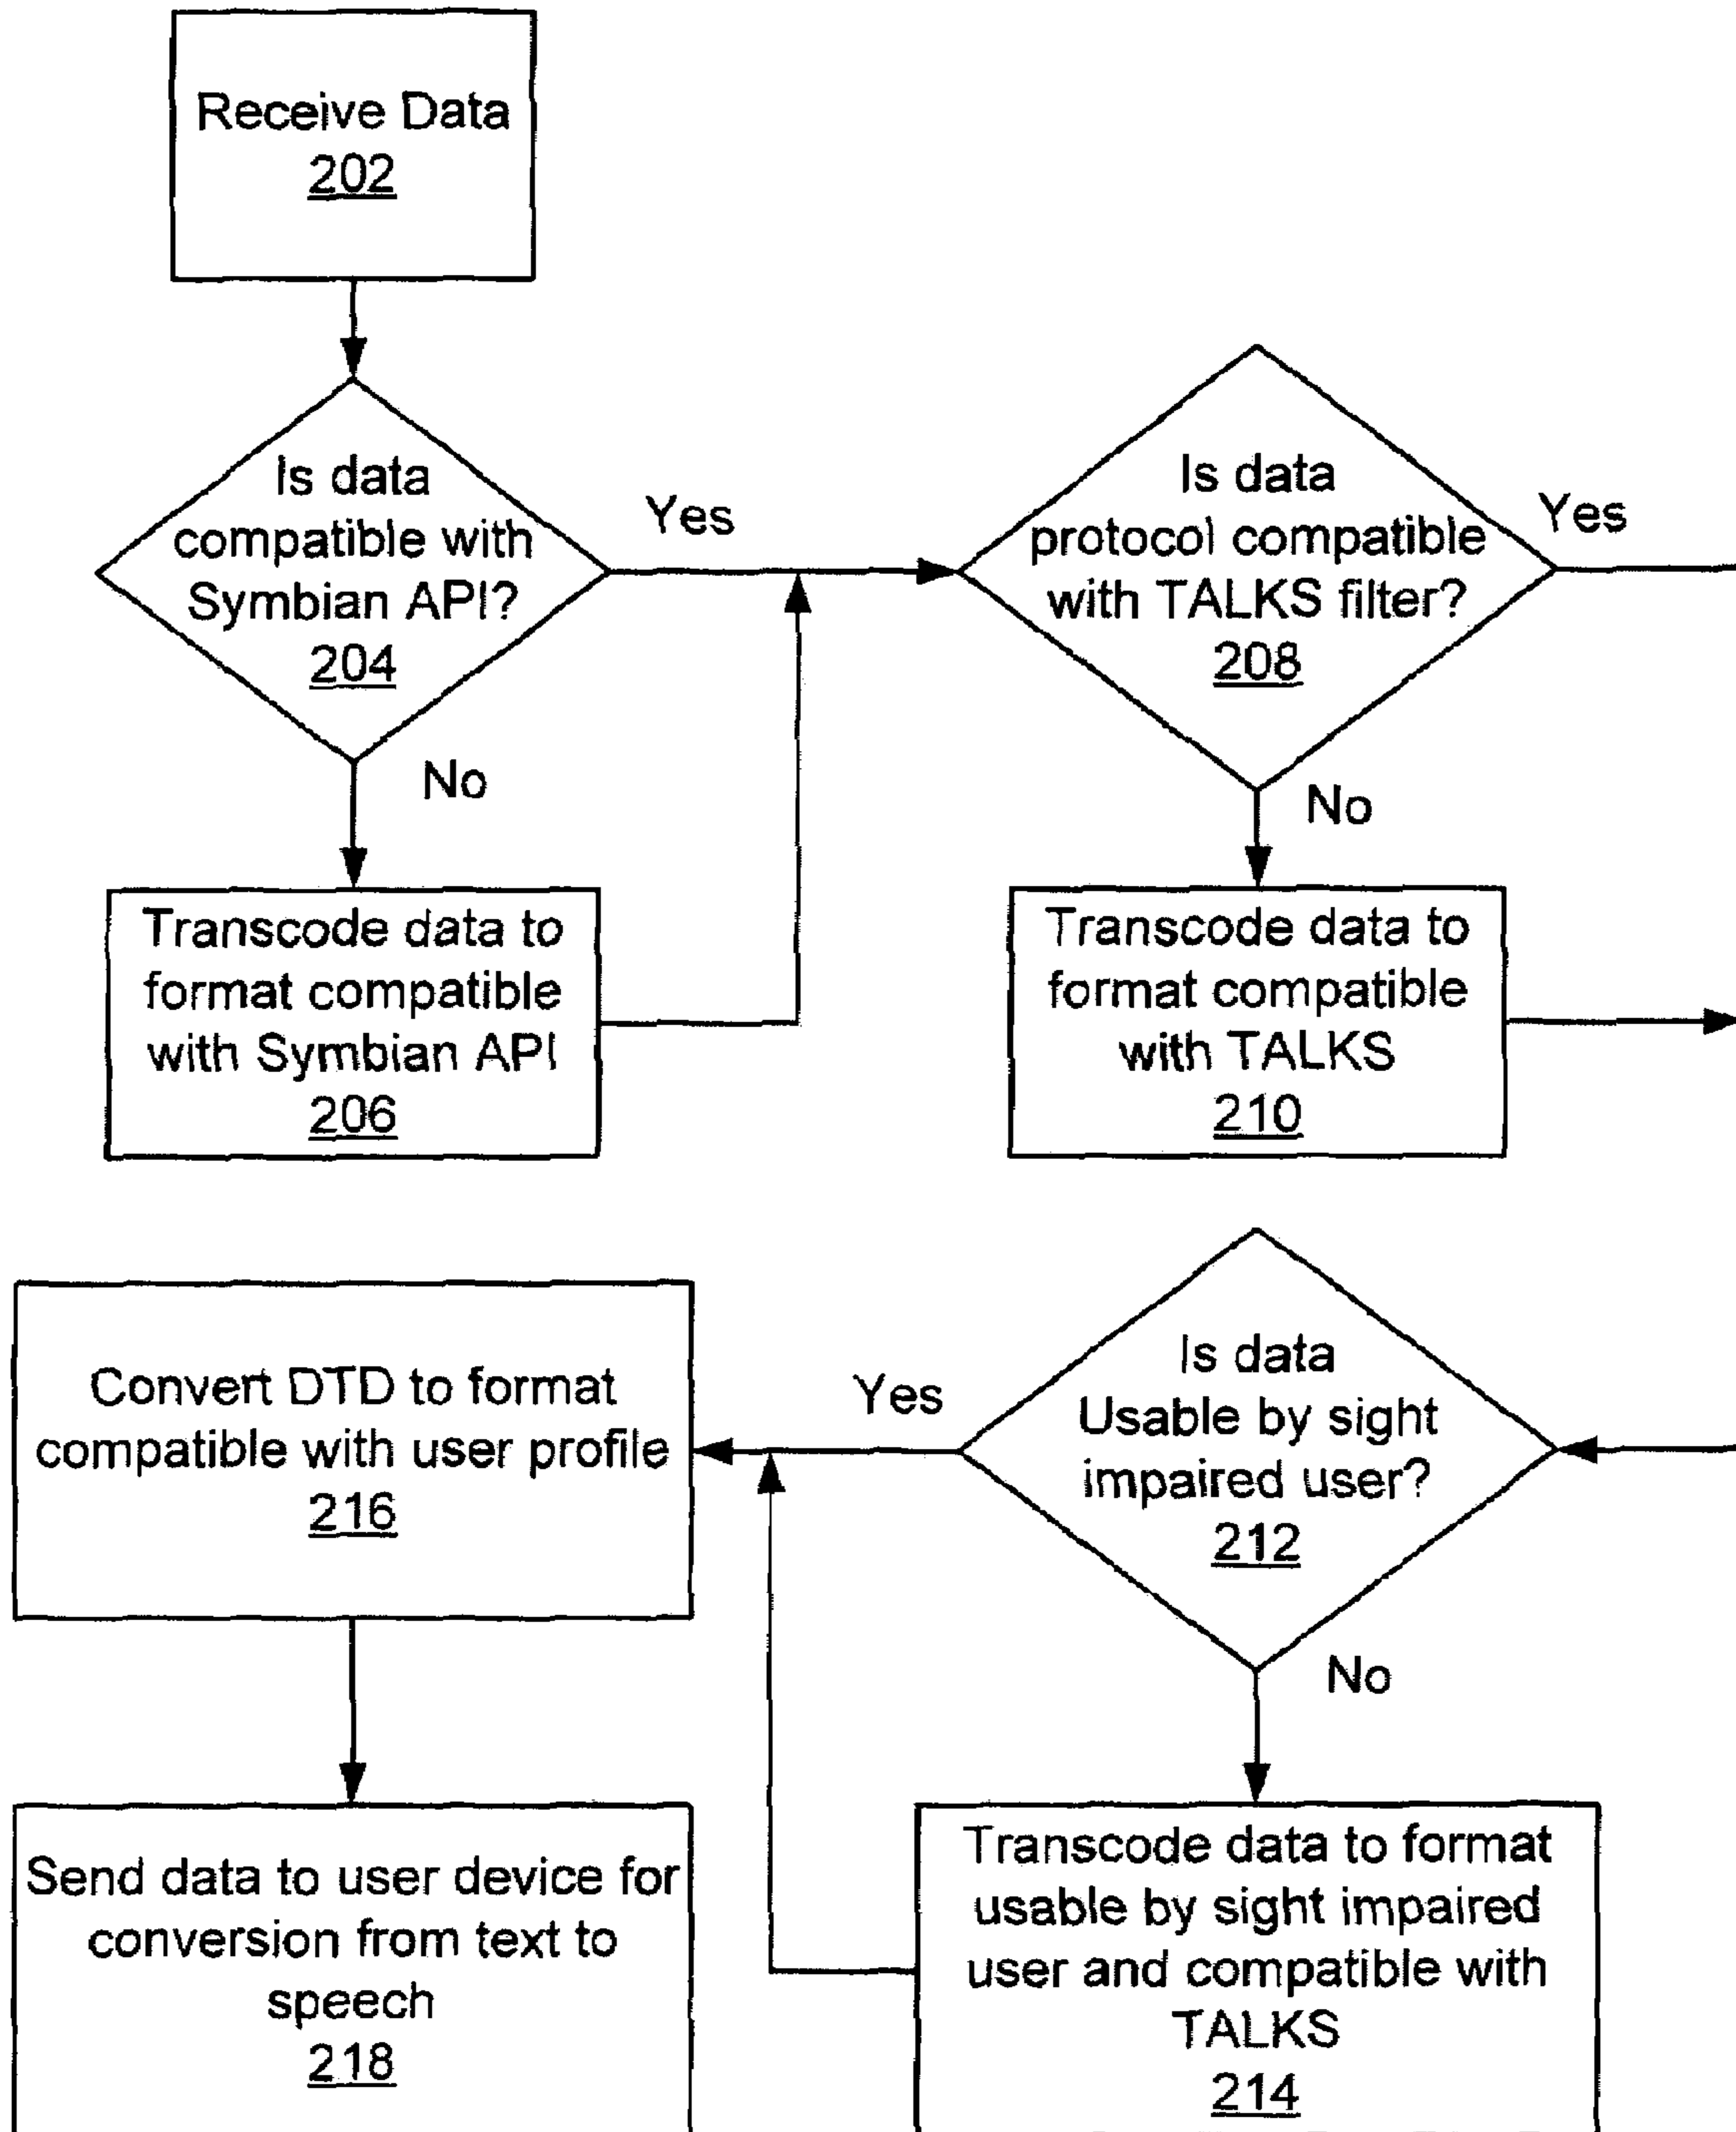 Receive Data
202
Is data
compatible with
Symbian API?
204
Yes
No
Transcode data to
format compatible
with Symbian API
206
Is data
protocol compatible
with TALKS filter?
208
Yes
No
Transcode data to
format compatible
with TALKS
210
Is data
Usable by sight
impaired user?
212
Yes
No
Transcode data to format
usable by sight impaired
user and compatible with
TALKS
214
Convert DTD to format
compatible with user profile
216
Send data to user device for
conversion from text to
speech
218